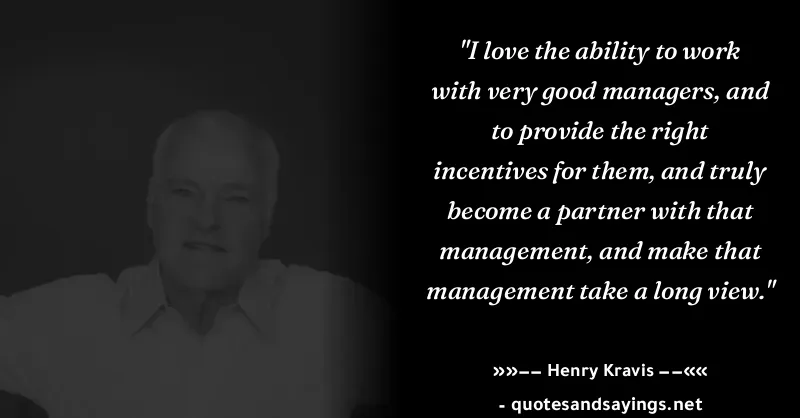 "I love the ability to work
with very good managers, and
to provide the right
incentives for them, and truly
become a partner with that
management, and make that
management take a long view."
»»−− Henry Kravis −−««
- quotesandsayings.net